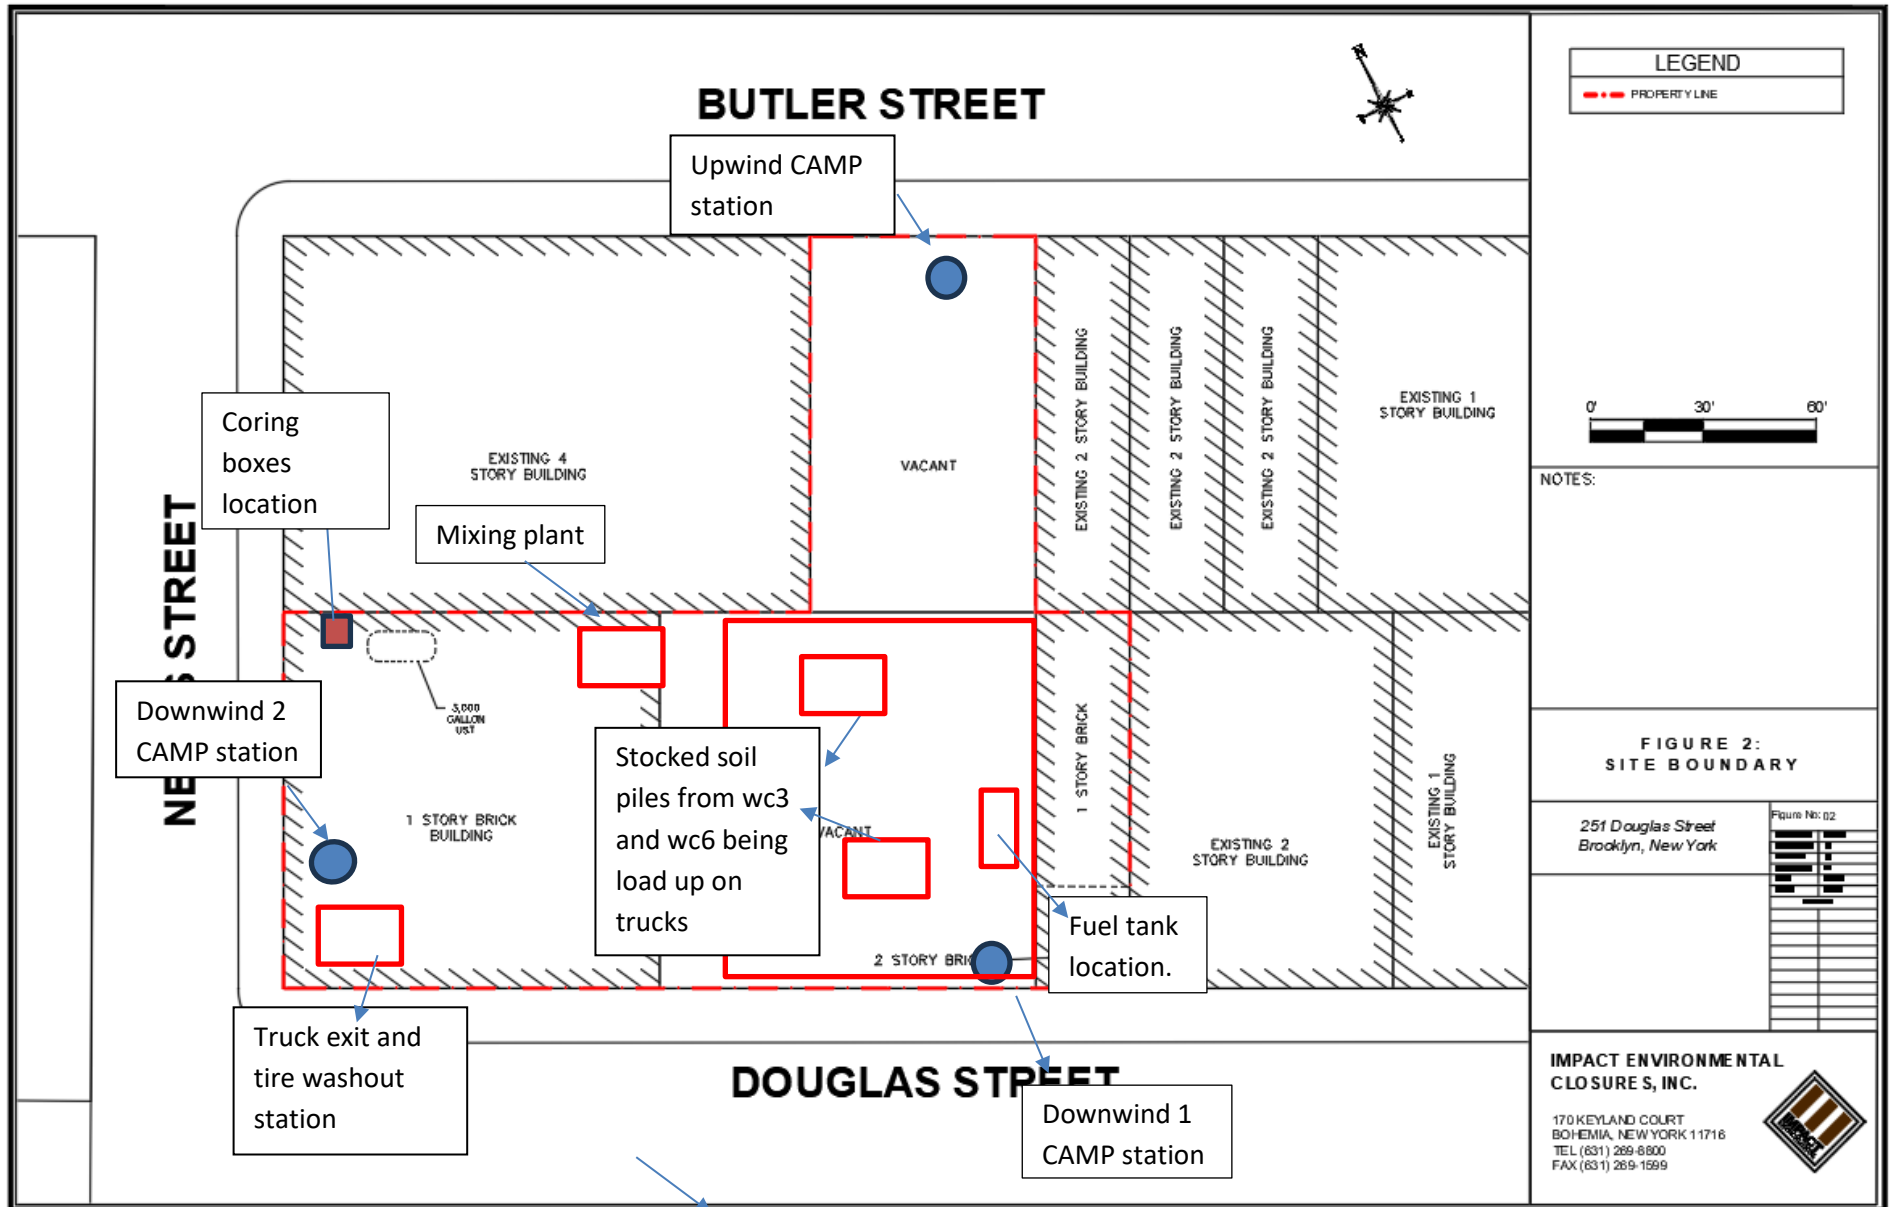 BUTLER STREET
N
LEGEND
PROPERTY LINE
Upwind CAMP
station
0' 30' 60'
EXISTING 4
STORY BUILDING
VACANT
EXISTING 2 STORY BUILDING
EXISTING 2 STORY BUILDING
EXISTING 2 STORY BUILDING
EXISTING 1
STORY BUILDING
NOTES:
Coring
boxes
location
Mixing plant
STREET
3,000
GALLON
UST
Downwind 2
CAMP station
1 STORY BRICK
BUILDING
Stocked soil
piles from wc3
and wc6 being
load up on
trucks
VACANT
1 STORY BRICK
EXISTING 2
STORY BUILDING
EXISTING 1
STORY BUILDING
2 STORY
Fuel tank
location.
Truck exit and
tire washout
station
DOUGLAS STREET
Downwind 1
CAMP station
FIGURE 2:
SITE BOUNDARY
251 Douglas Street
Brooklyn, New York
Figure No: 02
IMPACT ENVIRONMENTAL
CLOSURES, INC.
170 KEYLAND COURT
BOHEMIA, NEW YORK 11716
TEL (631) 269-8800
FAX (631) 269-1599
IMPACT